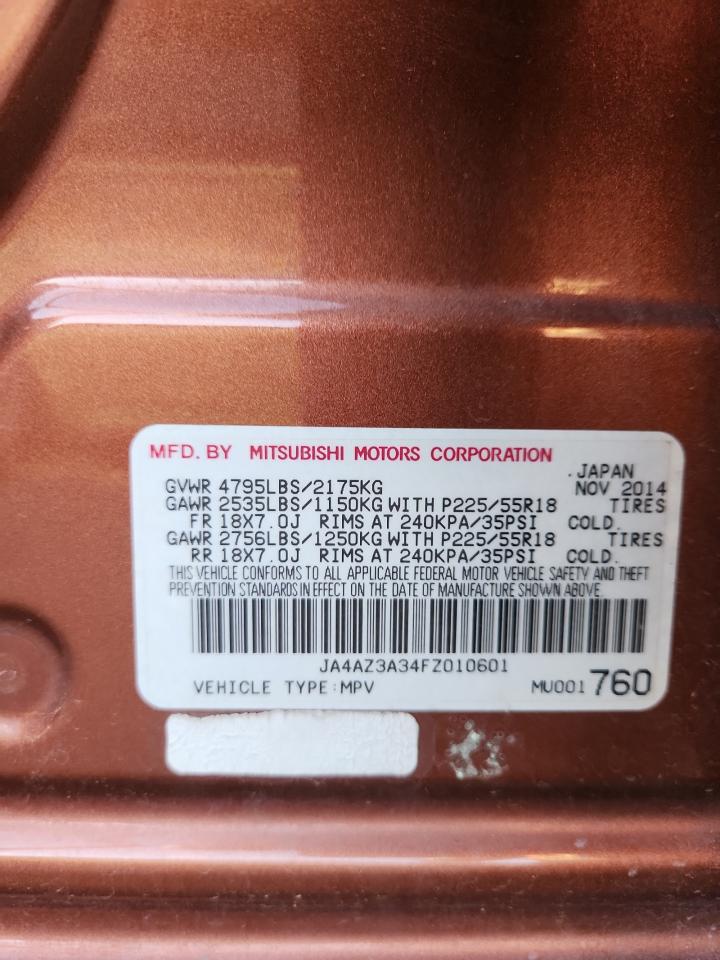 MFD. BY MITSUBISHI MOTORS CORPORATION
. JAPAN
GVWR 4795LBS/2175KG NOV 2014
GAWR 2535LBS/1150KG WITH P225/55R18 TIRES
FR 18X7.0J RIMS AT 240KPA/35PSI COLD.
GAWR 2756LBS/1250KG WITH P225/55R18 TIRES
RR 18X7.0J RIMS AT 240KPA/35PSI COLD.
THIS VEHICLE CONFORMS TO ALL APPLICABLE FEDERAL MOTOR VEHICLE SAFETY AND THEFT
PREVENTION STANDARDS IN EFFECT ON THE DATE OF MANUFACTURE SHOWN ABOVE.
JA4AZ3A34FZ010601
VEHICLE TYPE:MPV MU001 760